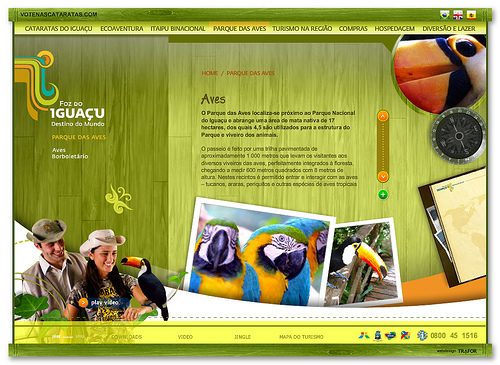 VOTENASCATARATAS.COM
CATARATAS DO IGUAÇU ECOAVENTURA ITAIPU BINACIONAL PARQUE DAS AVES TURISMO NA REGIÃO COMPRAS HOSPEDAGEM DIVERSÃO E LAZER
HOME / PARQUE DAS AVES
FOZ DO
IGUAÇU
Destino do Mundo
PARQUE DAS AVES
Aves
Borboletário
Aves
O Parque das Aves localiza-se próximo ao Parque Nacional
do Iguaçu e abrange uma área de mata nativa de 17
hectares, dos quais 4,5 são utilizados para a estrutura do
Parque e viveiro dos animais.
O passeio é feito por uma trilha pavimentada de
aproximadamente 1.000 metros que levam os visitantes aos
diversos viveiros das aves, perfeitamente integrados à floresta,
chegando a medir 600 metros quadrados com 8 metros de
altura. Nestes recintos é permitido entrar e interagir com as aves
– tucanos, araras, periquitos e outras espécies de aves tropicais
play video
DOWNLOADS VIDEO JINGLE MAPA DO TURISMO
0800 45 1516
webdesign TRAFOR